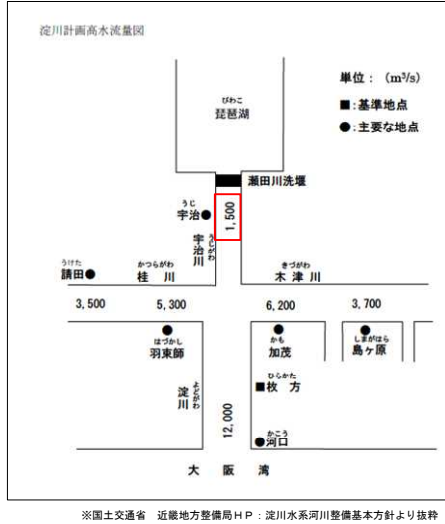 淀川計画高水流量図
単位：（m³/s）
■：基準地点
●：主要な地点
びわこ
琵琶湖
瀬田川洗堰
うじ
宇治●
1,500
うじがわ
宇治川
うけた
請田●
かつらがわ
桂川
きづがわ
木津川
3,500
5,300
6,200
3,700
はづかし
羽束師
かも
加茂
しまがはら
島ヶ原
よどがわ
淀川
ひらかた
■枚方
12,000
かこう
●河口
大阪湾
※国土交通省　近畿地方整備局ＨＰ：淀川水系河川整備基本方針より抜粋